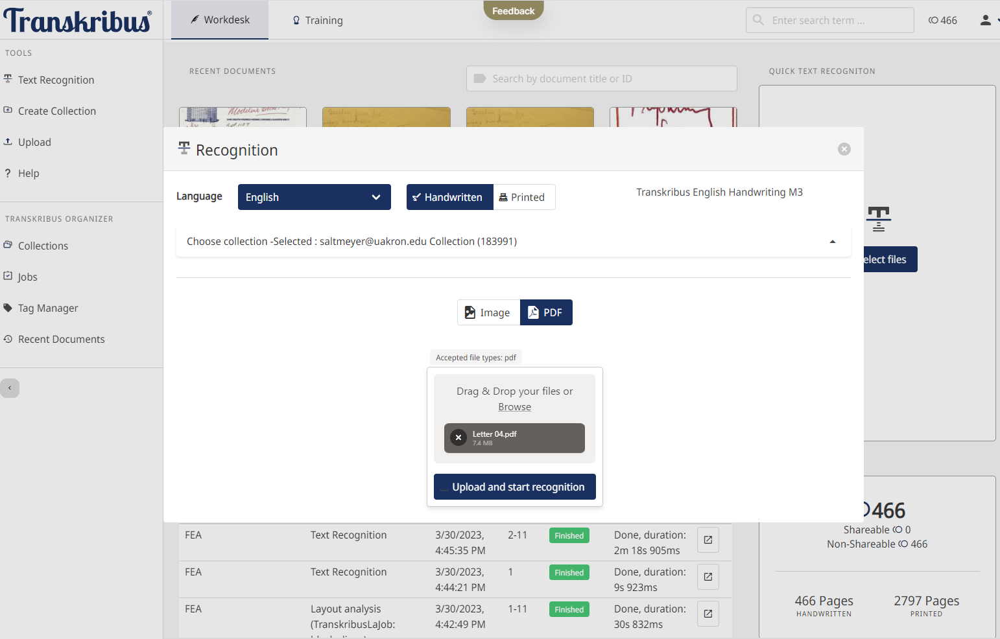 Transkribus®
Workdesk
Training
Feedback
Enter search term ...
466
TOOLS
Text Recognition
Create Collection
Upload
Help
TRANSKRIBUS ORGANIZER
Collections
Jobs
Tag Manager
Recent Documents
RECENT DOCUMENTS
Search by document title or ID
QUICK TEXT RECOGNITON
Recognition
Language
English
Handwritten
Printed
Transkribus English Handwriting M3
Choose collection -Selected : saltmeyer@uakron.edu Collection (183991)
elect files
Image
PDF
Accepted file types: pdf
Drag & Drop your files or
Browse
Letter 04.pdf
7.4 MB
Upload and start recognition
FEA Text Recognition 3/30/2023, 2-11 Finished Done, duration:
4:45:35 PM 2m 18s 905ms
FEA Text Recognition 3/30/2023, 1 Finished Done, duration:
4:44:21 PM 9s 923ms
FEA Layout analysis 3/30/2023, 1-11 Finished Done, duration:
(TranskribusLaJob: 4:42:49 PM 30s 832ms
466
Shareable 0
Non-Shareable 466
466 Pages 2797 Pages
HANDWRITTEN PRINTED